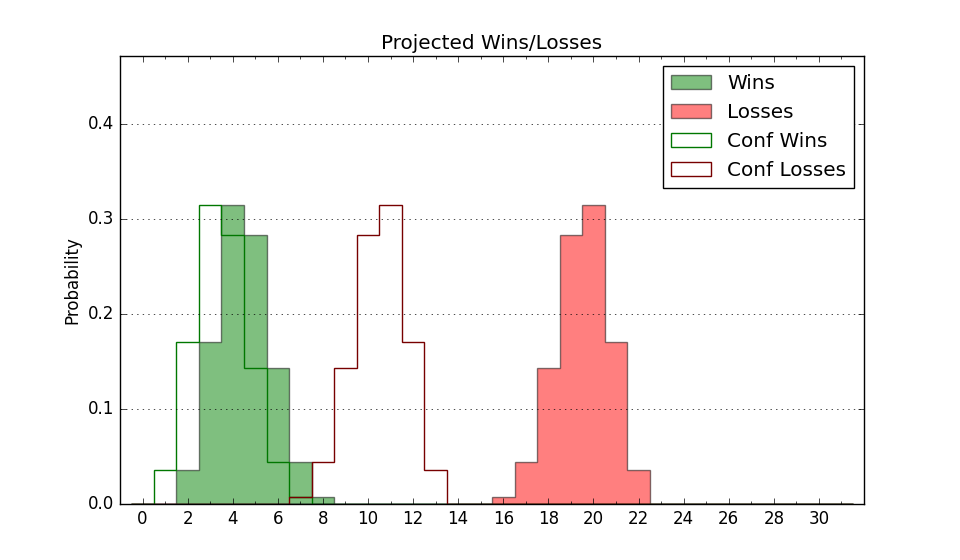 Projected Wins/Losses
Wins
Losses
Conf Wins
Conf Losses
Probability
0.4
0.3
0.2
0.1
0.0
0 2 4 6 8 10 12 14 16 18 20 22 24 26 28 30